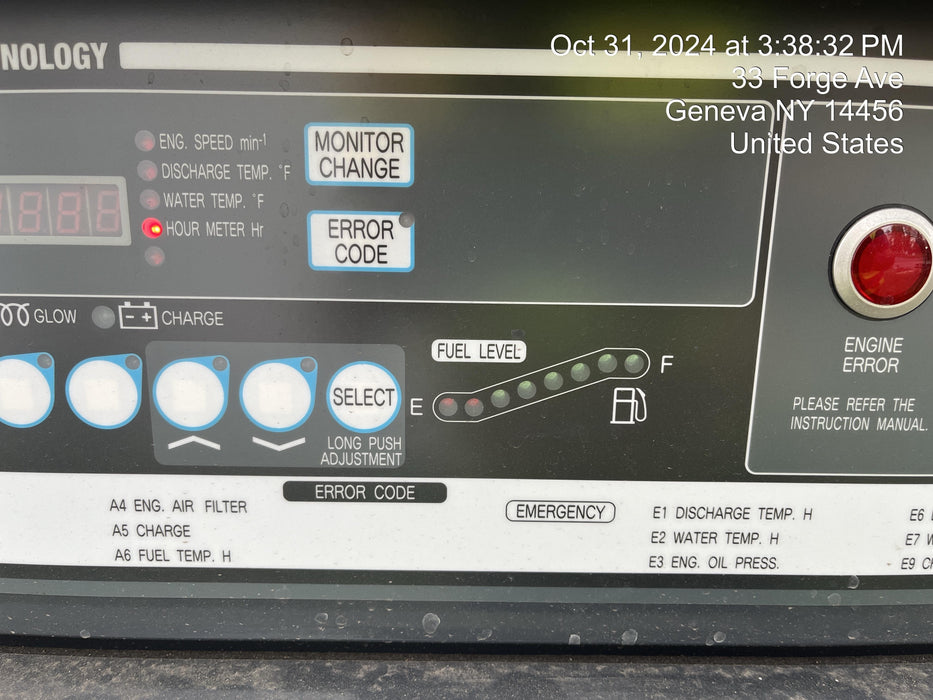 NOLOGY
Oct 31, 2024 at 3:38:32 PM
33 Forge Ave
Geneva NY 14456
United States
ENG. SPEED min-¹
DISCHARGE TEMP. °F
WATER TEMP. °F
HOUR METER Hr
MONITOR
CHANGE
ERROR
CODE
GLOW
CHARGE
SELECT
LONG PUSH
ADJUSTMENT
FUEL LEVEL
E
F
ENGINE
ERROR
PLEASE REFER THE
INSTRUCTION MANUAL.
ERROR CODE
A4 ENG. AIR FILTER
A5 CHARGE
A6 FUEL TEMP. H
EMERGENCY
E1 DISCHARGE TEMP. H
E2 WATER TEMP. H
E3 ENG. OIL PRESS.
E6
E7
E9